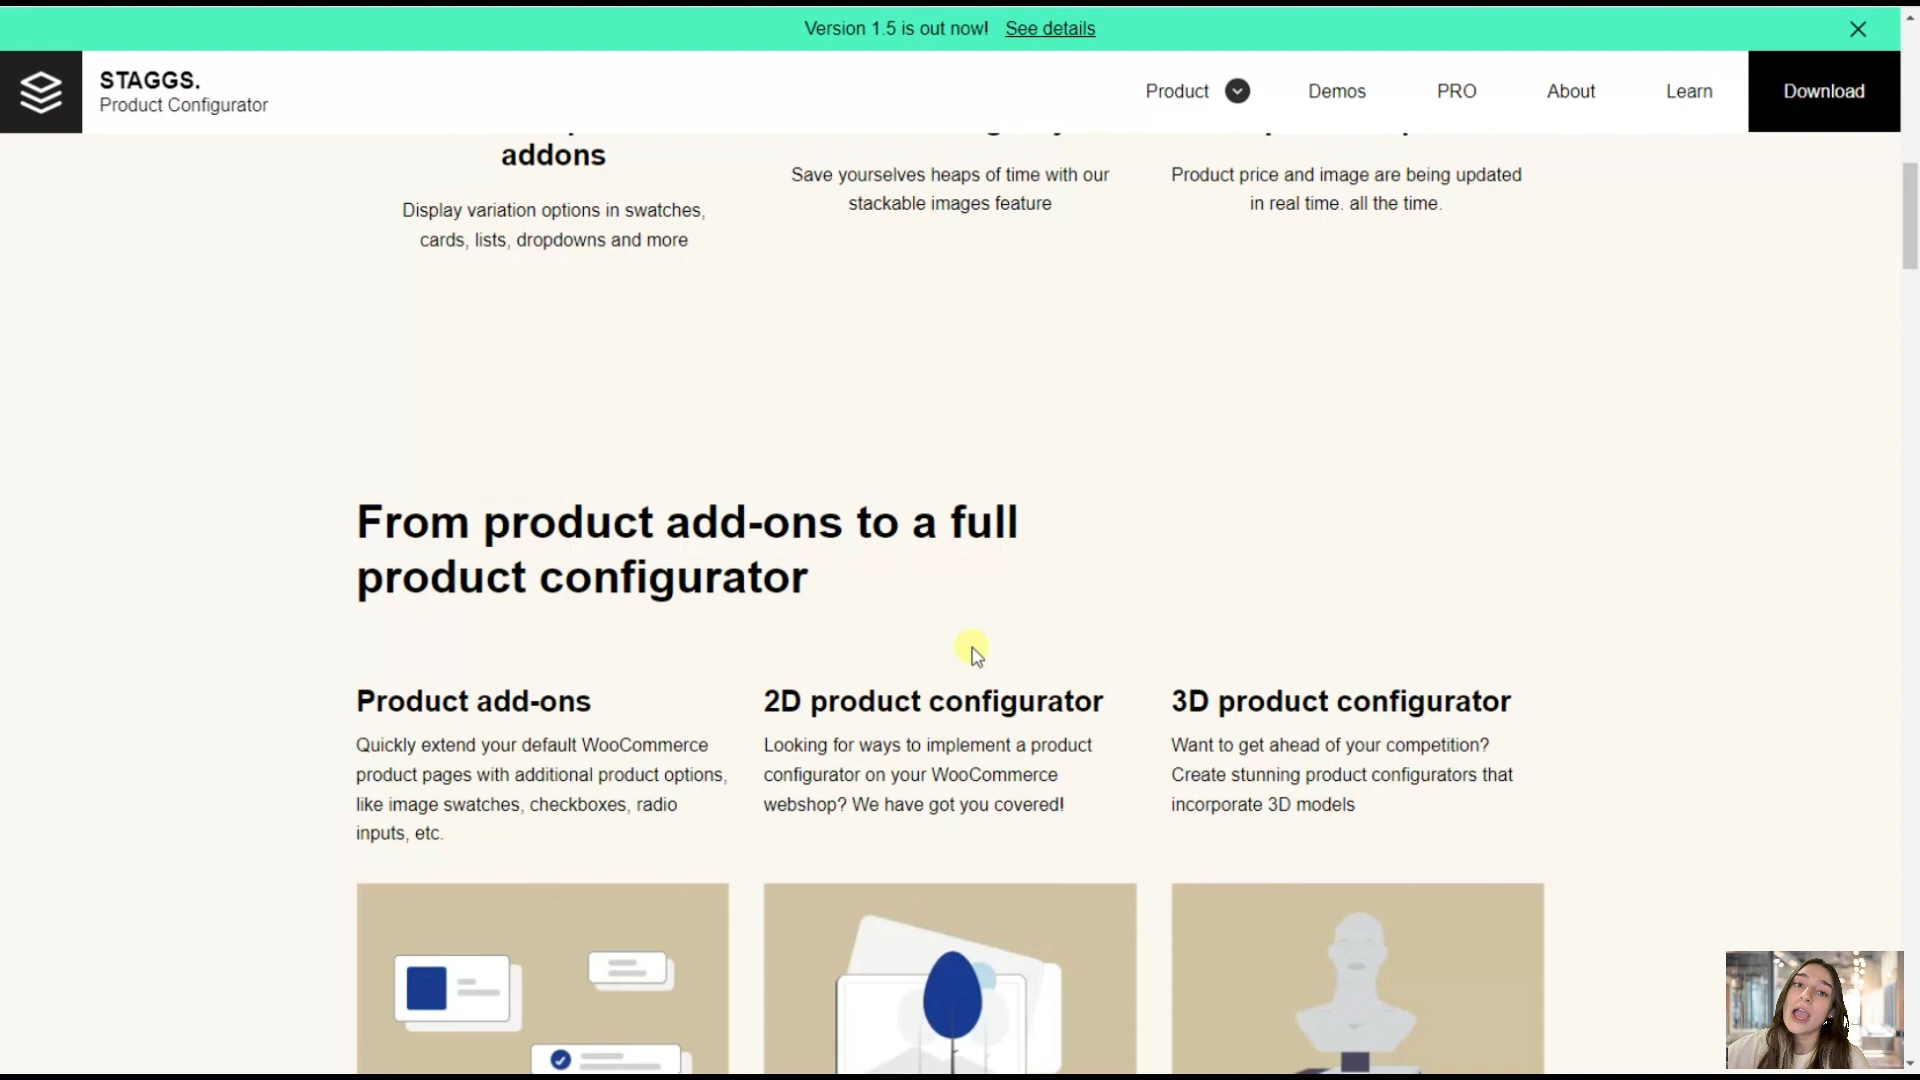 Version 1.5 is out now! See details
STAGGS.
Product Configurator
Product
Demos
PRO
About
Learn
Download
addons
Display variation options in swatches,
cards, lists, dropdowns and more
Save yourselves heaps of time with our
stackable images feature
Product price and image are being updated
in real time. all the time.
From product add-ons to a full
product configurator
Product add-ons
Quickly extend your default WooCommerce
product pages with additional product options,
like image swatches, checkboxes, radio
inputs, etc.
2D product configurator
Looking for ways to implement a product
configurator on your WooCommerce
webshop? We have got you covered!
3D product configurator
Want to get ahead of your competition?
Create stunning product configurators that
incorporate 3D models